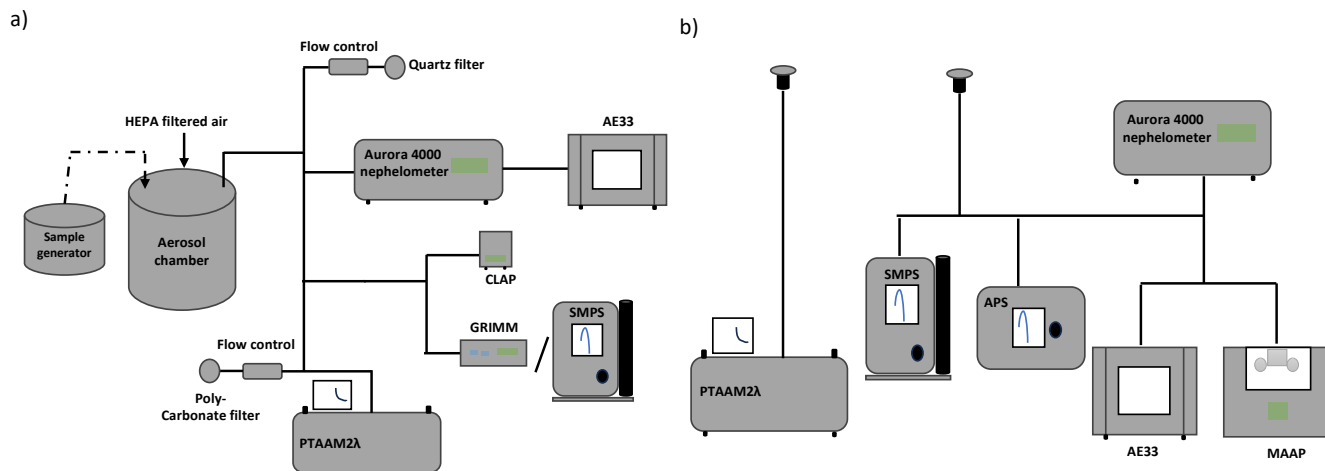 a)
Flow control
Quartz filter
HEPA filtered air
AE33
Aurora 4000
nephelometer
Sample
generator
Aerosol
chamber
CLAP
SMPS
GRIMM
Flow control
Poly-
Carbonate filter
PTAAM2λ
b)
Aurora 4000
nephelometer
SMPS
APS
PTAAM2λ
AE33
MAAP